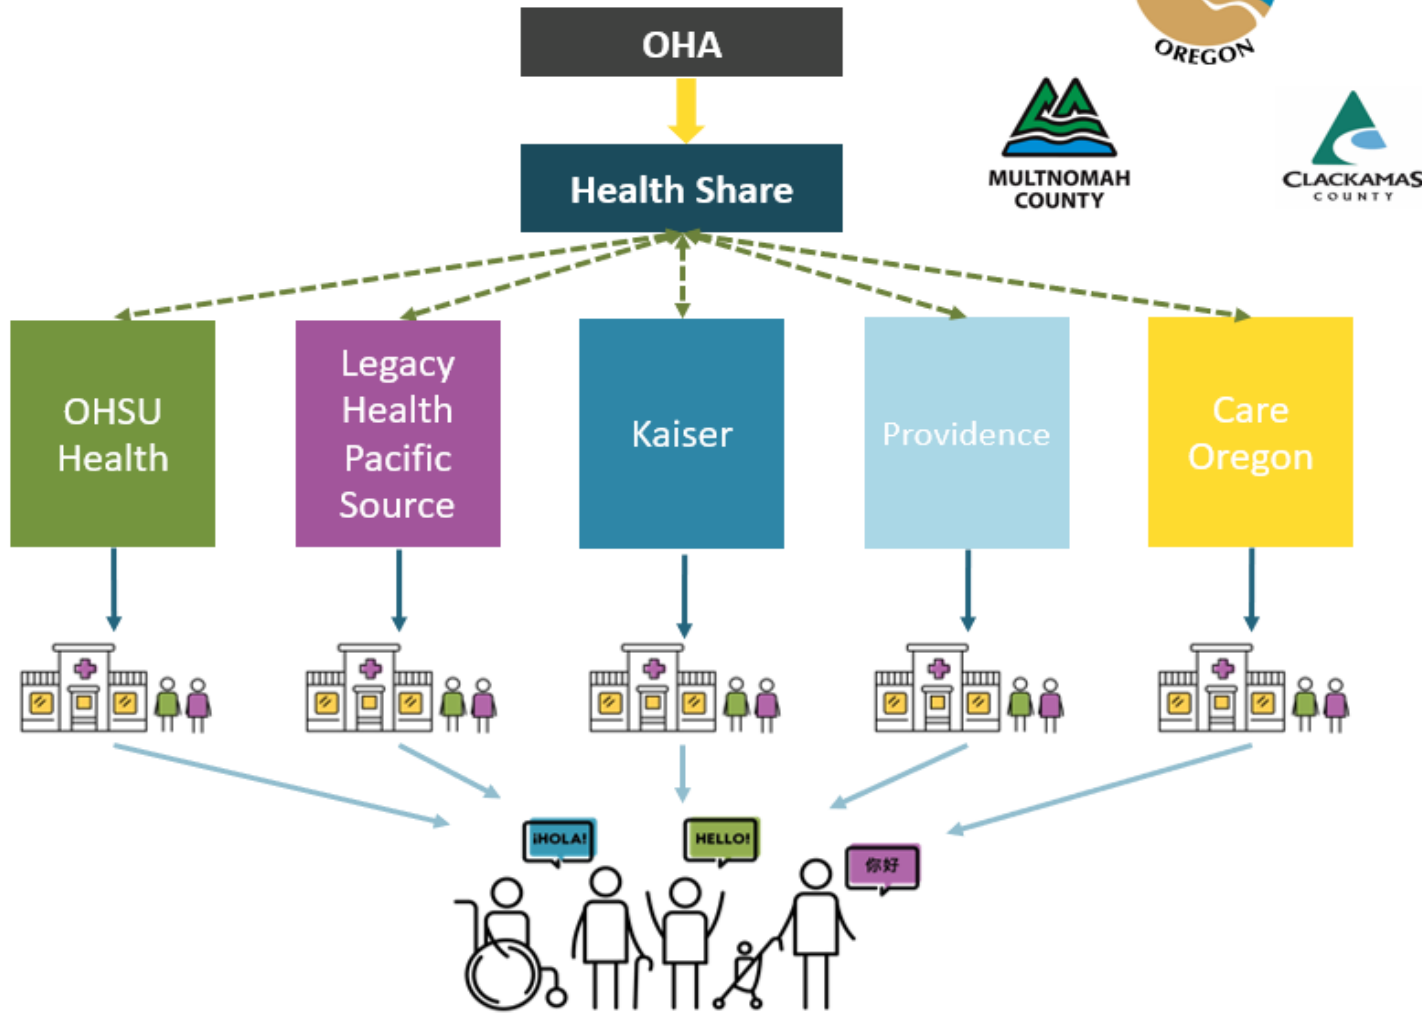 OHA
OREGON
Health Share
MULTNOMAH
COUNTY
CLACKAMAS
COUNTY
OHSU
Health
Legacy
Health
Pacific
Source
Kaiser
Providence
Care
Oregon
¡HOLA!
HELLO!
你好